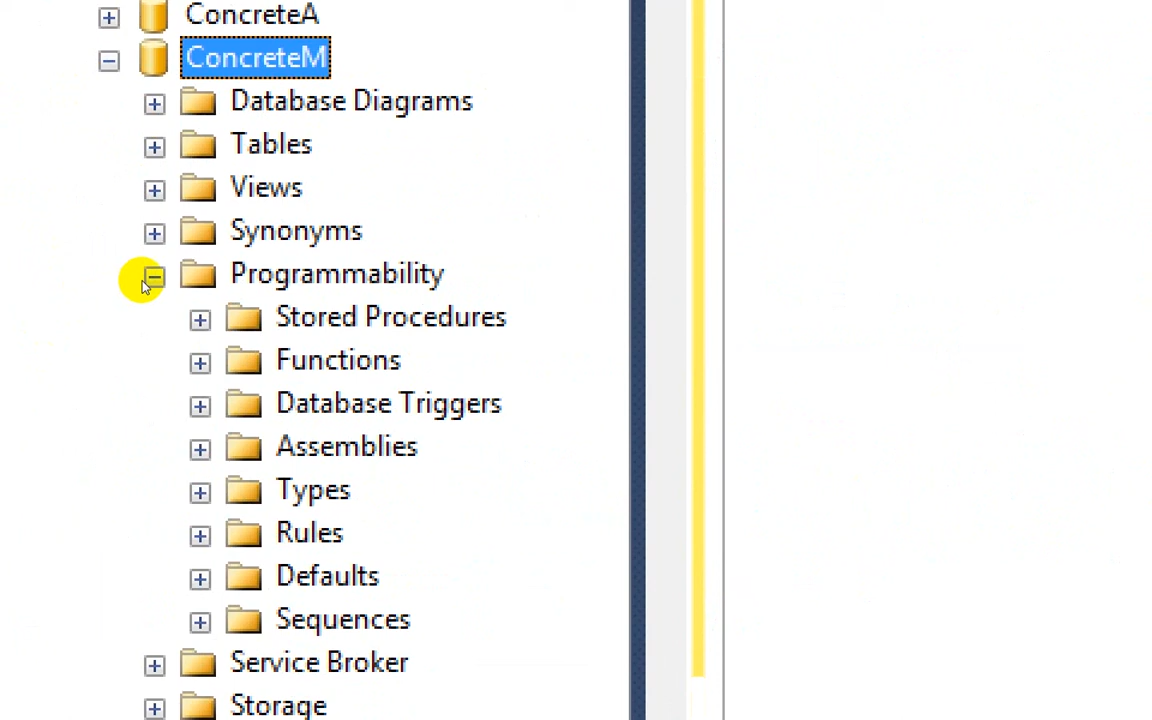 ConcreteA
ConcreteM
Database Diagrams
Tables
Views
Synonyms
Programmability
Stored Procedures
Functions
Database Triggers
Assemblies
Types
Rules
Defaults
Sequences
Service Broker
Storage